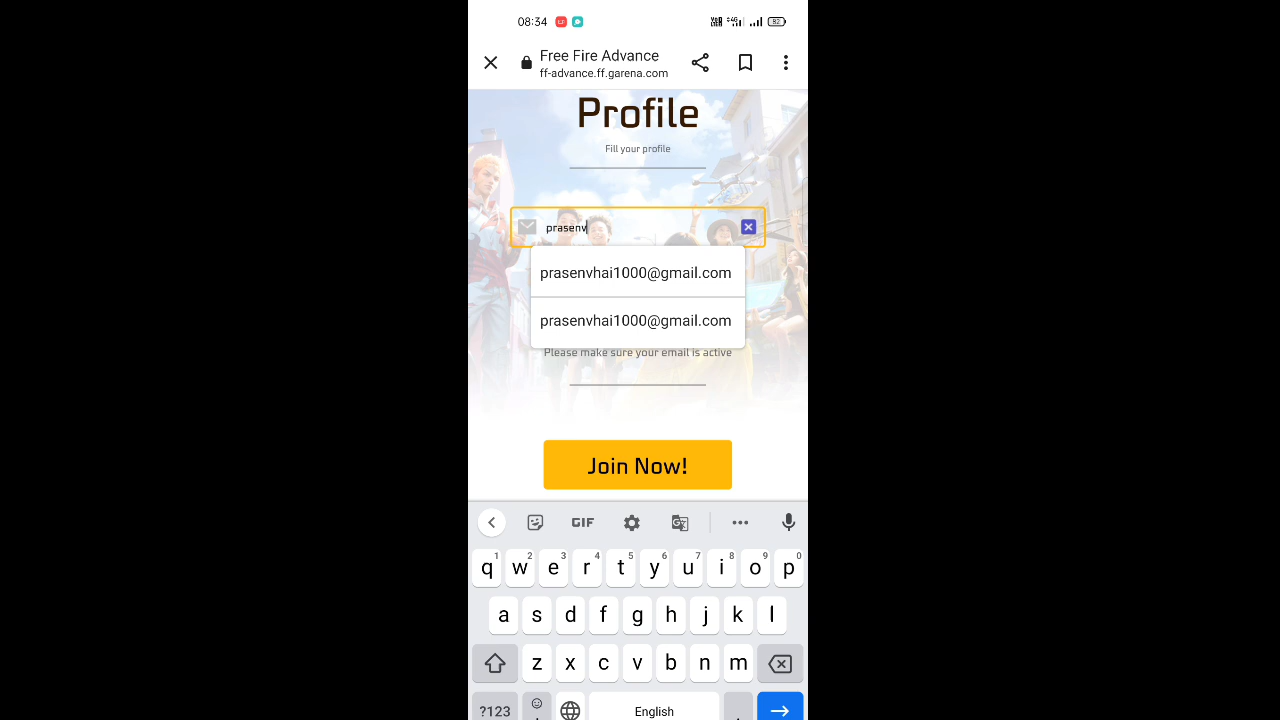 08:34 82
Free Fire Advance
ff-advance.ff.garena.com
Profile
Fill your profile
prasenv
prasenvhai1000@gmail.com
prasenvhai1000@gmail.com
Please make sure your email is active
Join Now!
GIF
1 2 3 4 5 6 7 8 9 0
q w e r t y u i o p
a s d f g h j k l
z x c v b n m
?123 English